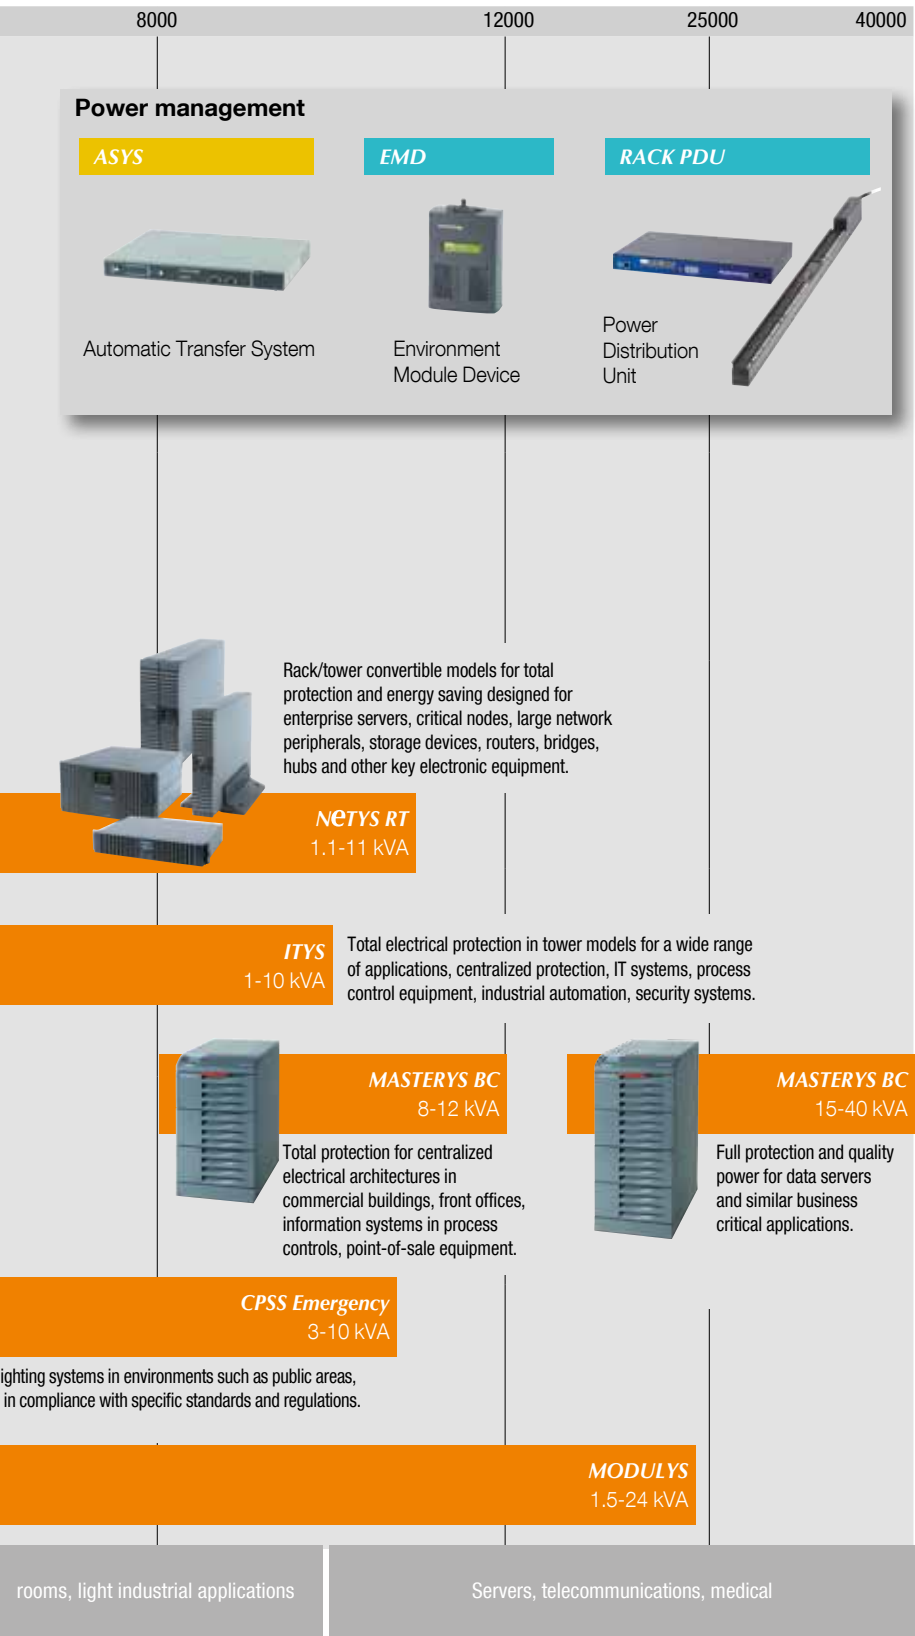 8000 12000 25000 40000
Power management
ASYS
EMD
RACK PDU
Automatic Transfer System
Environment
Module Device
Power
Distribution
Unit
Rack/tower convertible models for total
protection and energy saving designed for
enterprise servers, critical nodes, large network
peripherals, storage devices, routers, bridges,
hubs and other key electronic equipment.
NeTYS RT
1.1-11 kVA
ITYS
1-10 kVA
Total electrical protection in tower models for a wide range
of applications, centralized protection, IT systems, process
control equipment, industrial automation, security systems.
MASTERYS BC
8-12 kVA
Total protection for centralized
electrical architectures in
commercial buildings, front offices,
information systems in process
controls, point-of-sale equipment.
MASTERYS BC
15-40 kVA
Full protection and quality
power for data servers
and similar business
critical applications.
CPSS Emergency
3-10 kVA
ighting systems in environments such as public areas,
in compliance with specific standards and regulations.
MODULYS
1.5-24 kVA
rooms, light industrial applications
Servers, telecommunications, medical